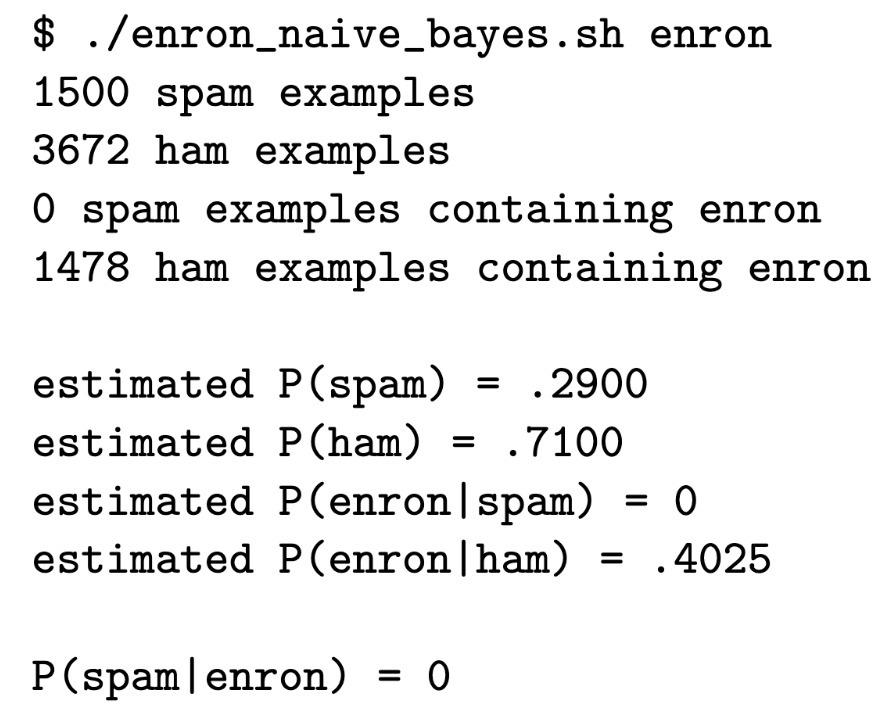 $ ./enron_naive_bayes.sh enron
1500 spam examples
3672 ham examples
0 spam examples containing enron
1478 ham examples containing enron
estimated P(spam) = .2900
estimated P(ham) = .7100
estimated P(enron|spam) = 0
estimated P(enron|ham) = .4025
P(spam|enron) = 0